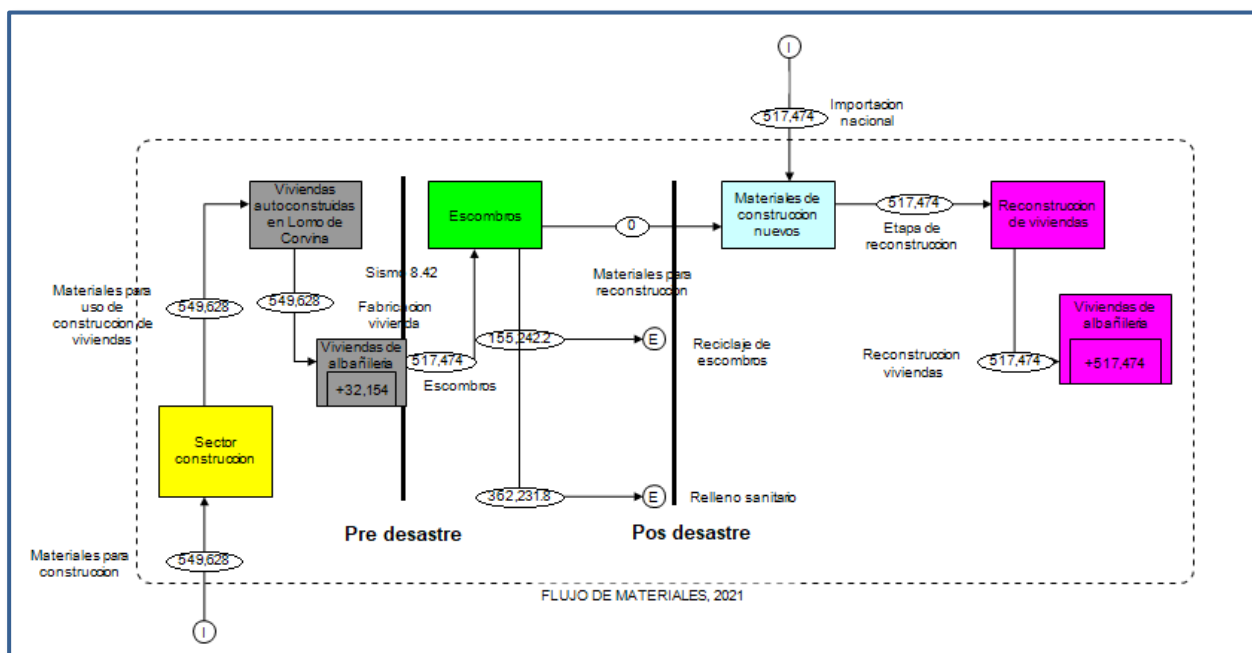 I
517,474
Importacion
nacional
Viviendas
autoconstruidas
en Lomo de
Corvina
Escombros
0
Materiales de
construccion
nuevos
517,474
Etapa de
reconstruccion
Reconstruccion
de viviendas
Materiales para
uso de
construccion de
viviendas
549,628
549,628
Sismo 8.42
Fabricacion
vivienda
Materiales para
reconstruccion
Viviendas de
albañileria
+32,154
517,474
Escombros
155,242.2
E
Reciclaje de
escombros
Reconstruccion
viviendas
517,474
Viviendas de
albañileria
+517,474
Sector
construccion
362,231.8
E
Relleno sanitario
Pre desastre
Pos desastre
Materiales para
construccion
549,628
FLUJO DE MATERIALES, 2021
I